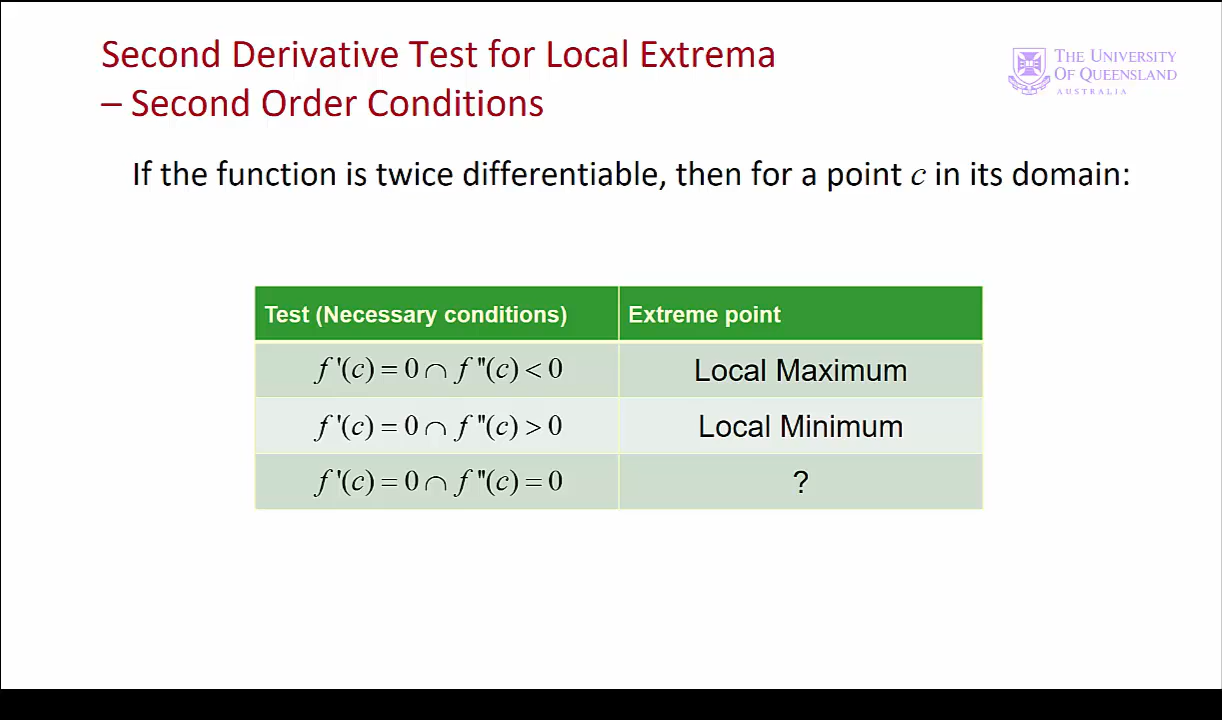 Second Derivative Test for Local Extrema
– Second Order Conditions
THE UNIVERSITY
OF QUEENSLAND
AUSTRALIA
If the function is twice differentiable, then for a point c in its domain:
Test (Necessary conditions) Extreme point
f '(c) = 0 ∩ f ''(c) < 0 Local Maximum
f '(c) = 0 ∩ f ''(c) > 0 Local Minimum
f '(c) = 0 ∩ f ''(c) = 0 ?